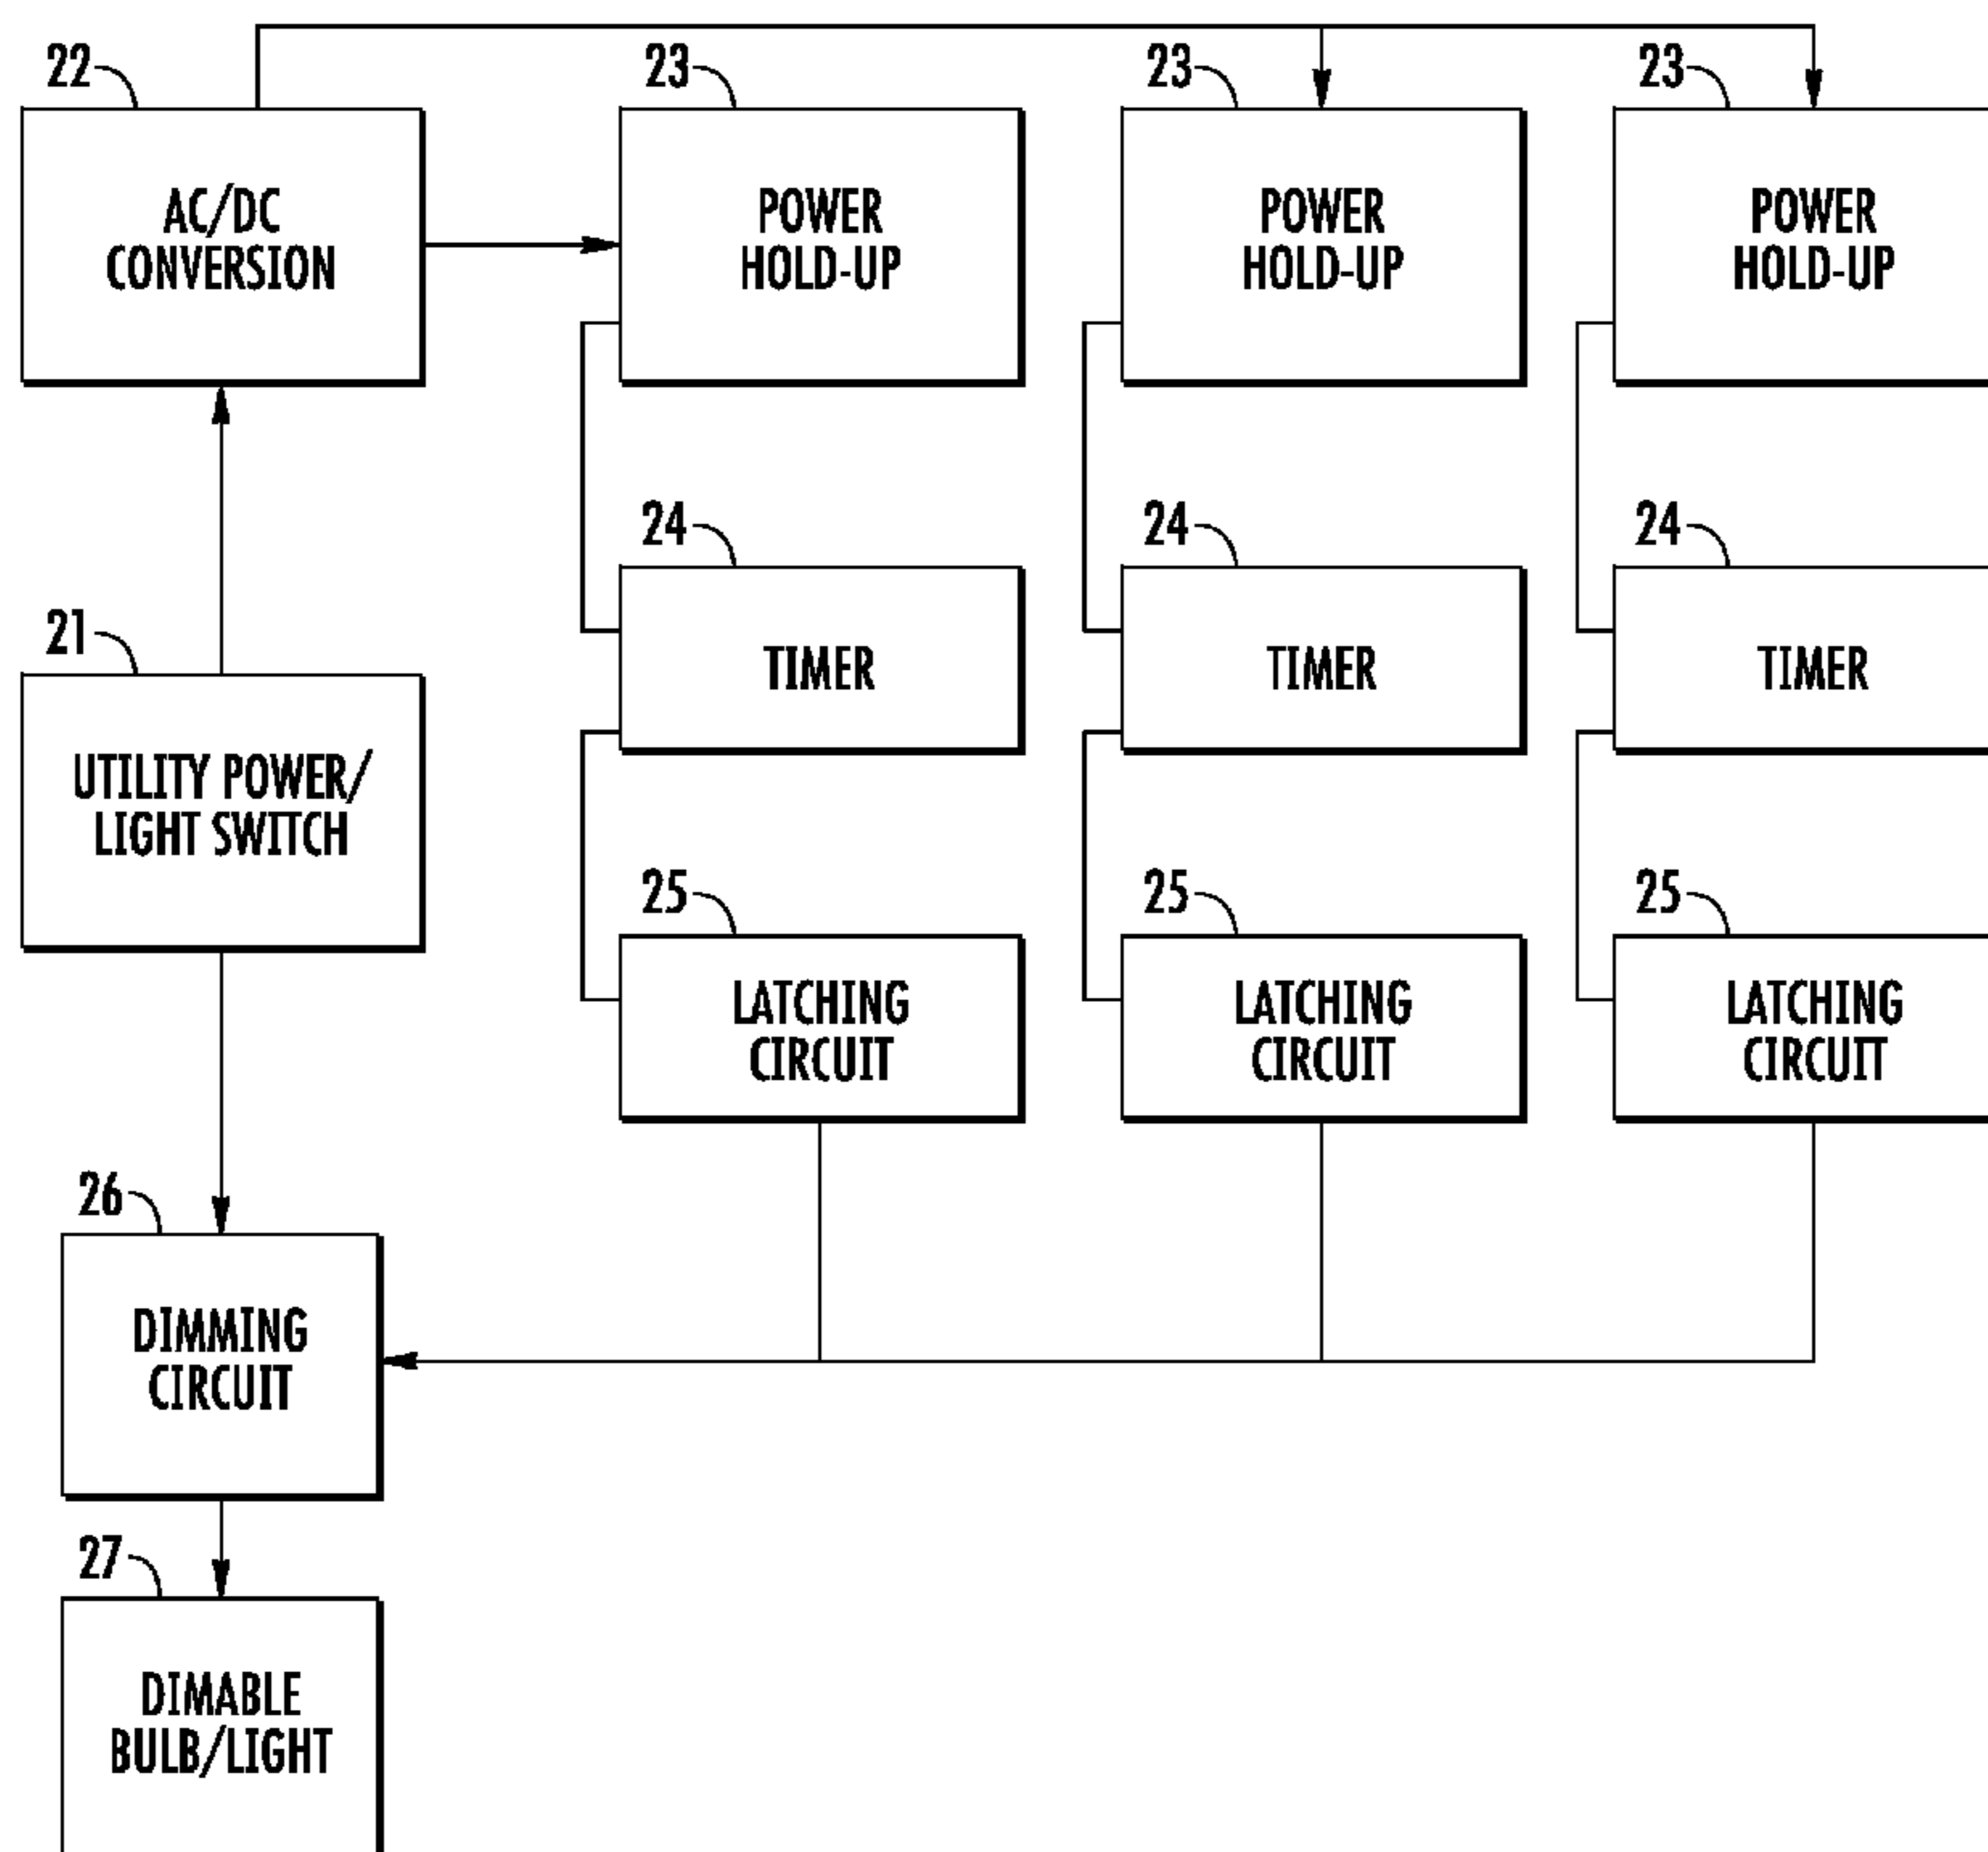 22
AC/DC
CONVERSION
23
POWER
HOLD-UP
23
POWER
HOLD-UP
23
POWER
HOLD-UP
21
UTILITY POWER/
LIGHT SWITCH
24
TIMER
24
TIMER
24
TIMER
25
LATCHING
CIRCUIT
25
LATCHING
CIRCUIT
25
LATCHING
CIRCUIT
26
DIMMING
CIRCUIT
27
DIMABLE
BULB/LIGHT